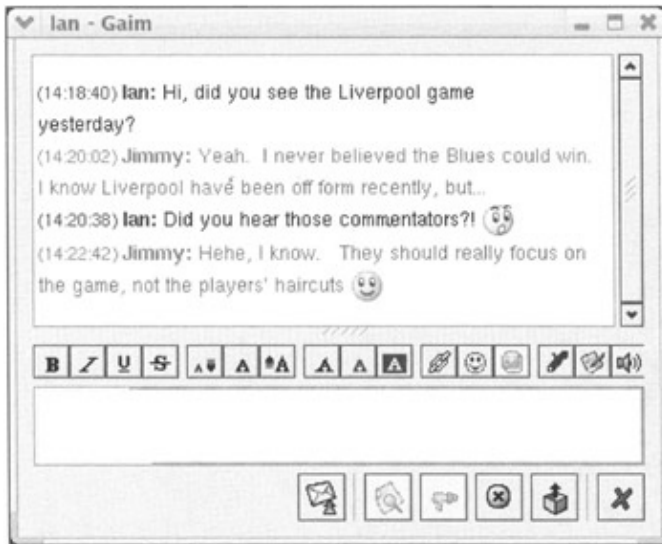 Ian - Gaim
(14:18:40) Ian: Hi, did you see the Liverpool game
yesterday?
(14:20:02) Jimmy: Yeah. I never believed the Blues could win.
I know Liverpool have been off form recently, but...
(14:20:38) Ian: Did you hear those commentators?!
(14:22:42) Jimmy: Hehe, I know. They should really focus on
the game, not the players' haircuts
B I U S A A A A A A